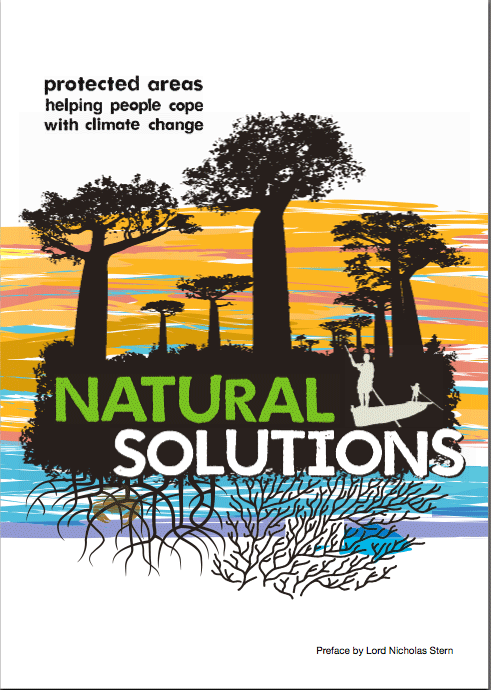 protected areas
helping people cope
with climate change
NATURAL
SOLUTIONS
Preface by Lord Nicholas Stern